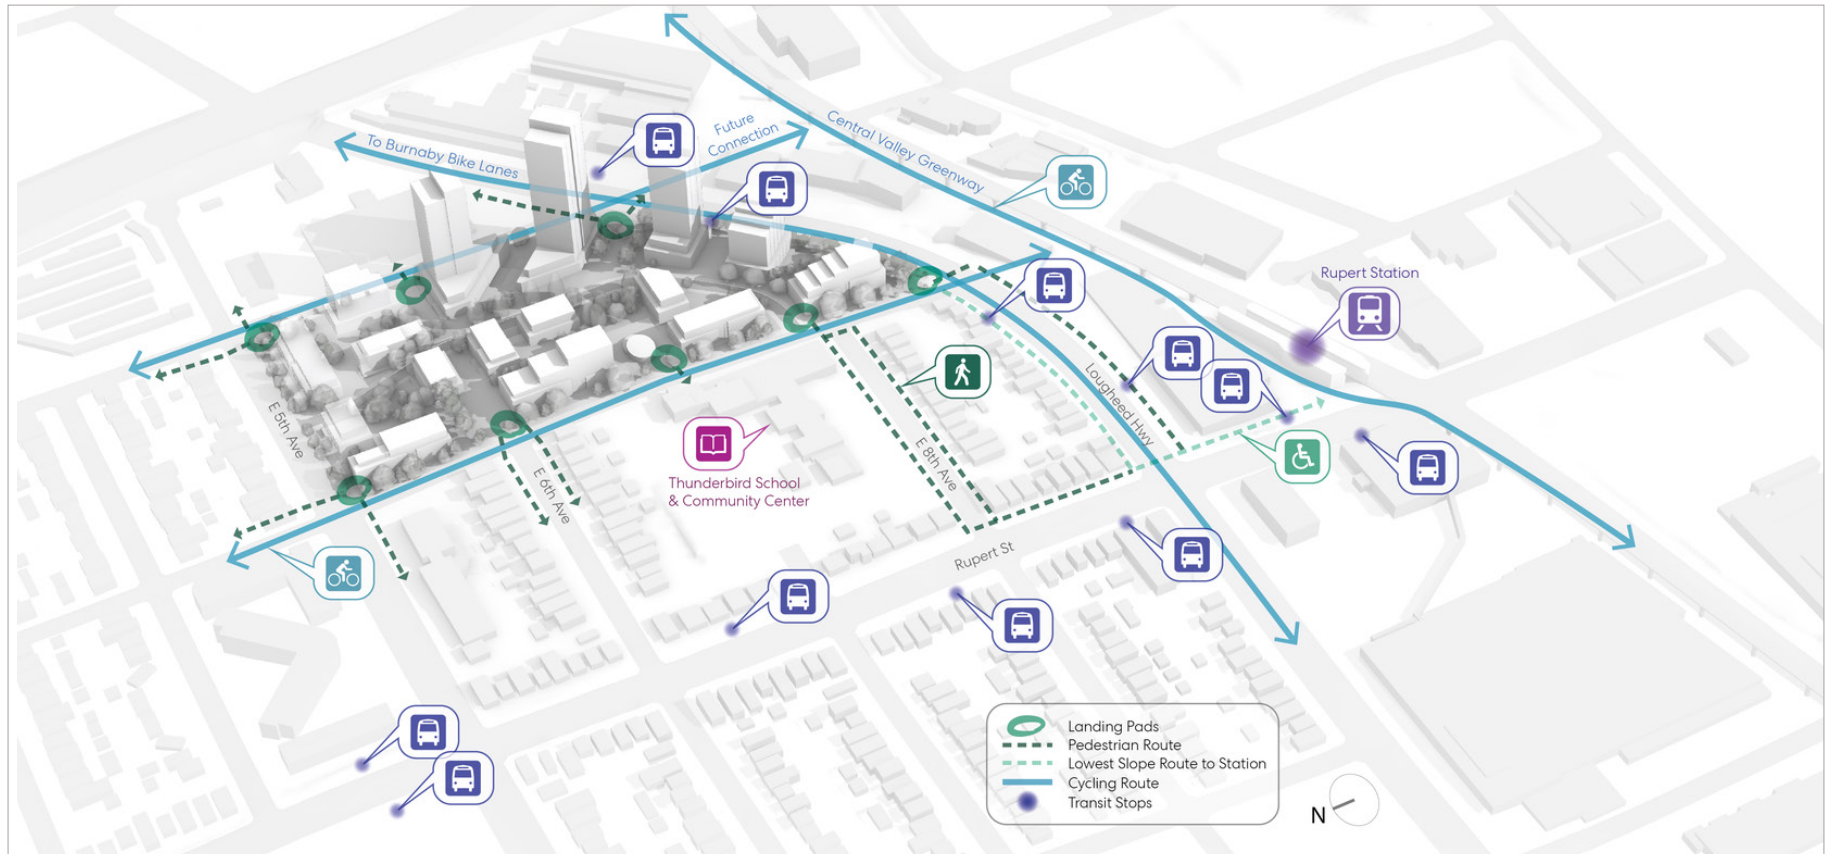 To Burnaby Bike Lanes
Future
Connection
Central Valley Greenway
Rupert Station
Lougheed Hwy
E 5th Ave
E 6th Ave
E 8th Ave
Thunderbird School
& Community Center
Rupert St
Landing Pads
Pedestrian Route
Lowest Slope Route to Station
Cycling Route
Transit Stops
N